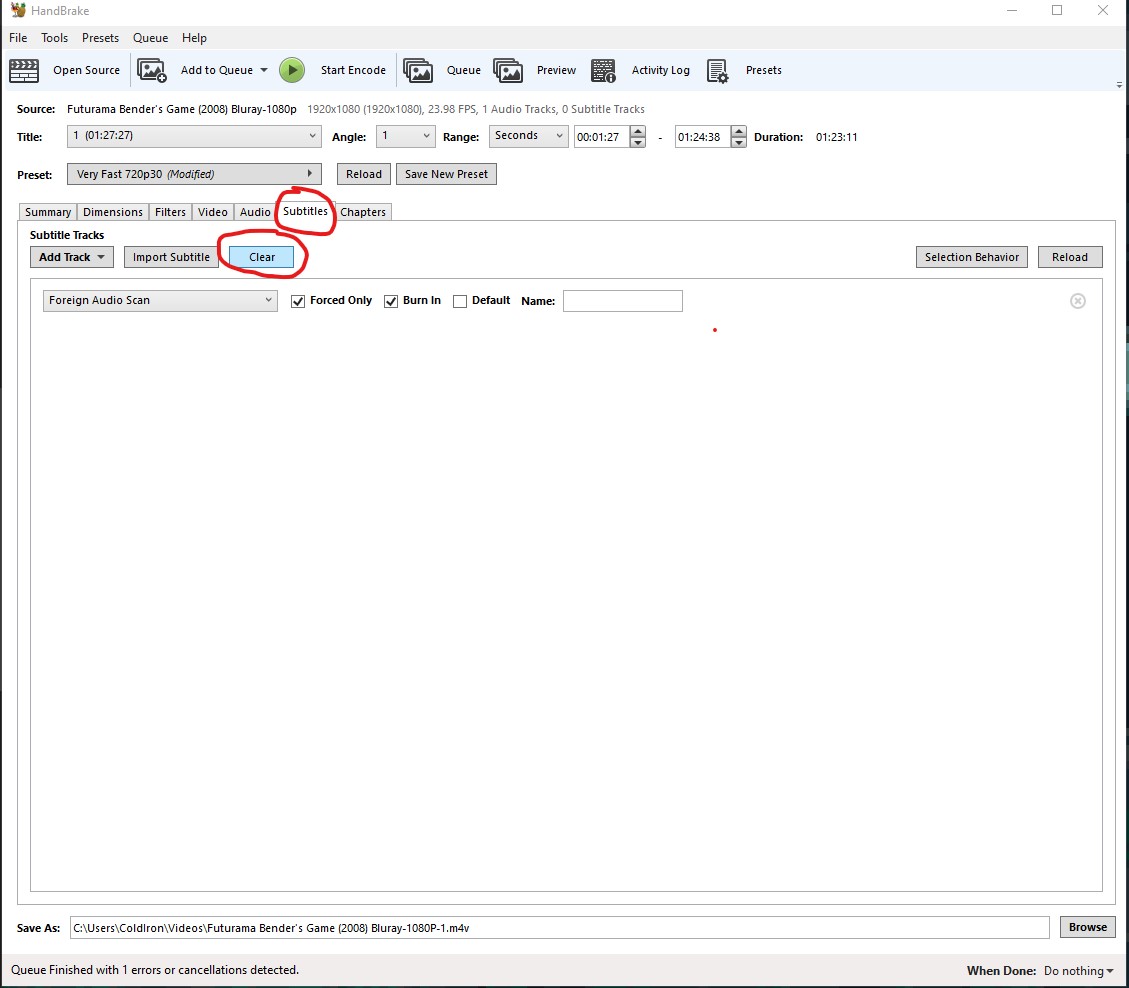 HandBrake
File Tools Presets Queue Help
Open Source Add to Queue Start Encode Queue Preview Activity Log Presets
Source: Futurama Bender's Game (2008) Bluray-1080p 1920x1080 (1920x1080), 23.98 FPS, 1 Audio Tracks, 0 Subtitle Tracks
Title: 1 (01:27:27) Angle: 1 Range: Seconds 00:01:27 - 01:24:38 Duration: 01:23:11
Preset: Very Fast 720p30 (Modified) Reload Save New Preset
Summary Dimensions Filters Video Audio Subtitles Chapters
Subtitle Tracks
Add Track Import Subtitle Clear Selection Behavior Reload
Foreign Audio Scan Forced Only Burn In Default Name:
Save As: C:\Users\ColdIron\Videos\Futurama Bender's Game (2008) Bluray-1080P-1.m4v Browse
Queue Finished with 1 errors or cancellations detected. When Done: Do nothing